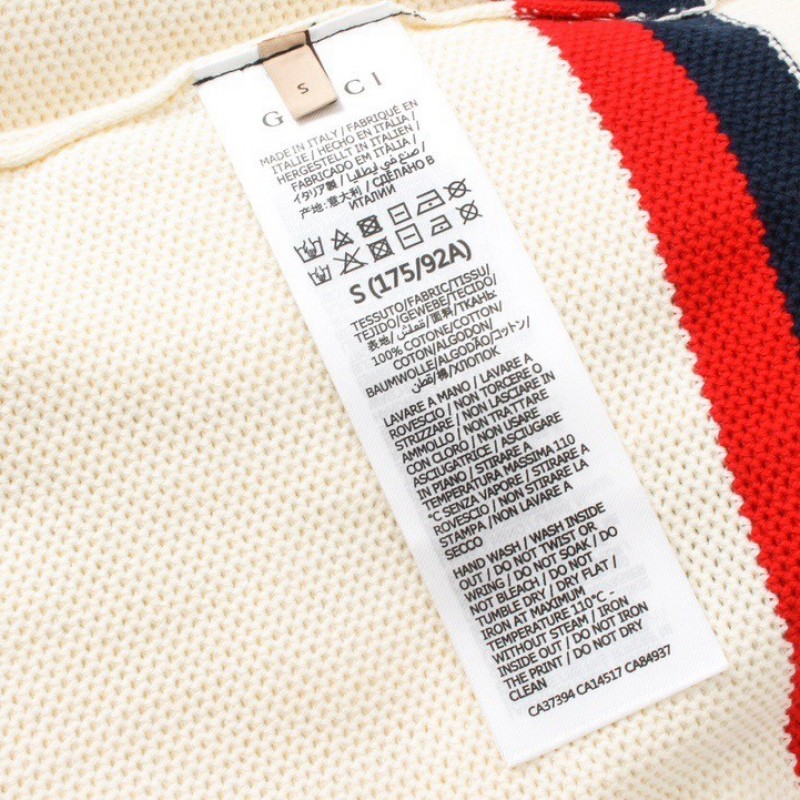 S
G CCI
MADE IN ITALY / FABRIQUÉ EN
ITALIE / HECHO EN ITALIA /
HERGESTELLT IN ITALIEN /
FABRICADO EM ITÁLIA /
イタリア製 / صنع في ايطاليا /
产地: 意大利 / СДЕЛАНО В
ИТАЛИИ
S (175/92A)
TESSUTO/FABRIC/TISSU/
TEJIDO/GEWEBE/TECIDO/
表地/قماش/面料/ТКАНЬ
100% COTONE/COTTON/
COTON/ALGODON/
BAUMWOLLE/ALGODÃO/コットン/
قطن/棉/ХЛОПОК
LAVARE A MANO / LAVARE A
ROVESCIO / NON TORCERE O
STRIZZARE / NON LASCIARE IN
AMMOLLO / NON TRATTARE
CON CLORO / NON USARE
ASCIUGATRICE / ASCIUGARE
IN PIANO / STIRARE A
TEMPERATURA MASSIMA 110
°C SENZA VAPORE / STIRARE A
ROVESCIO / NON STIRARE LA
STAMPA / NON LAVARE A
SECCO
HAND WASH / WASH INSIDE
OUT / DO NOT TWIST OR
WRING / DO NOT SOAK / DO
NOT BLEACH / DO NOT
TUMBLE DRY / DRY FLAT /
IRON AT MAXIMUM
TEMPERATURE 110°C -
WITHOUT STEAM / IRON
INSIDE OUT / DO NOT IRON
THE PRINT / DO NOT DRY
CLEAN
CA37394 CA14517 CA84937